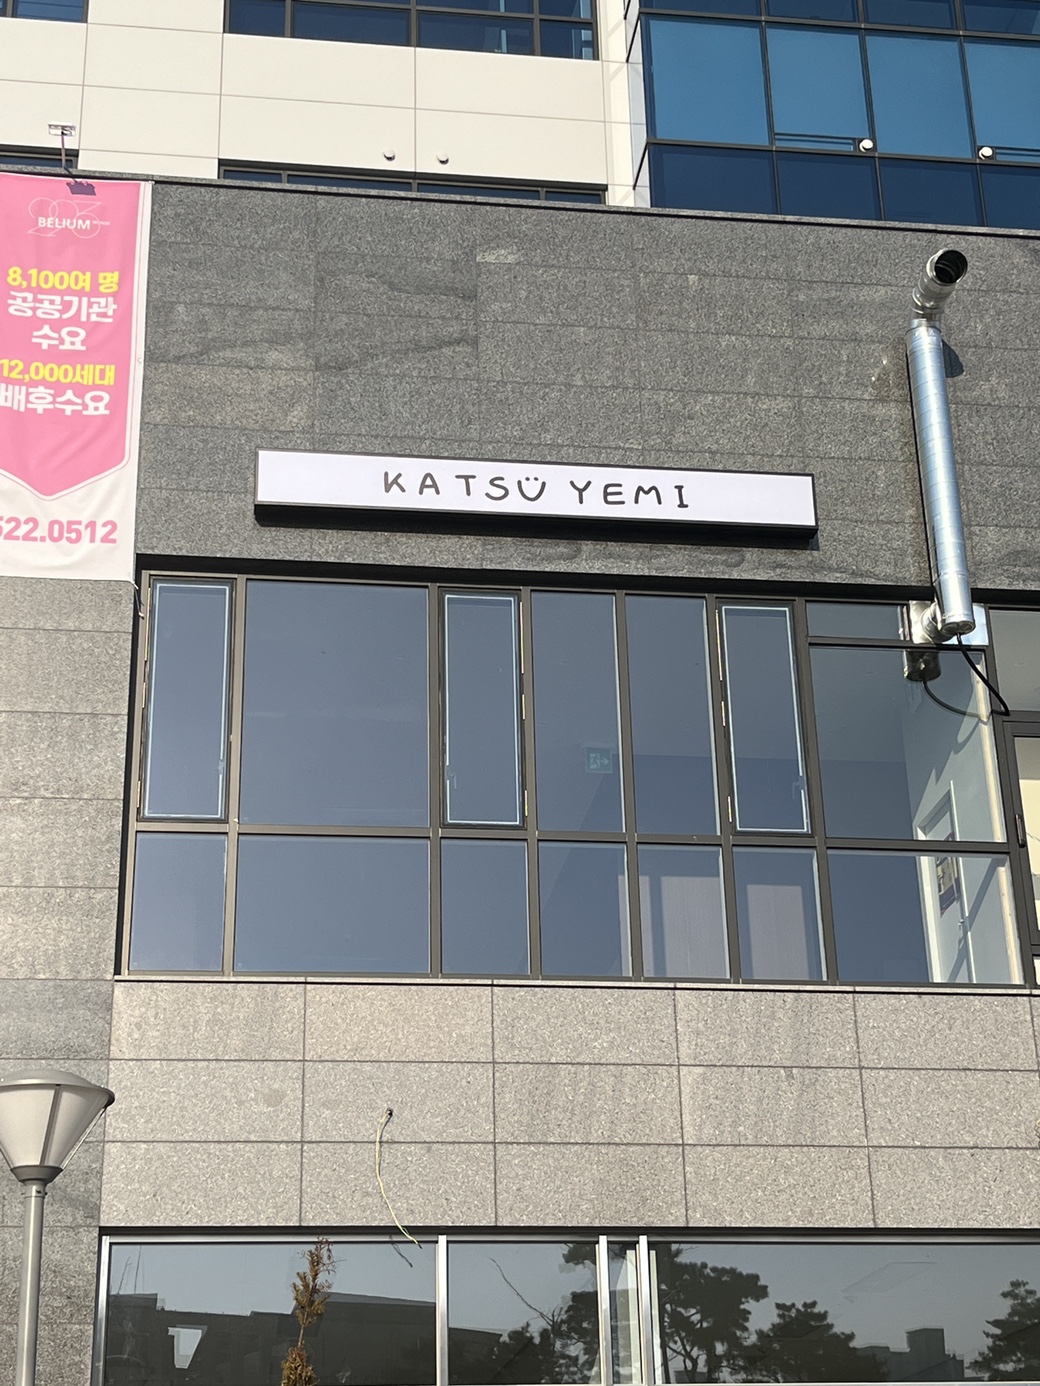 BELIUM
8,100여 명
공공기관
수요
12,000세대
배후수요
522.0512
KATSÜ YEMI